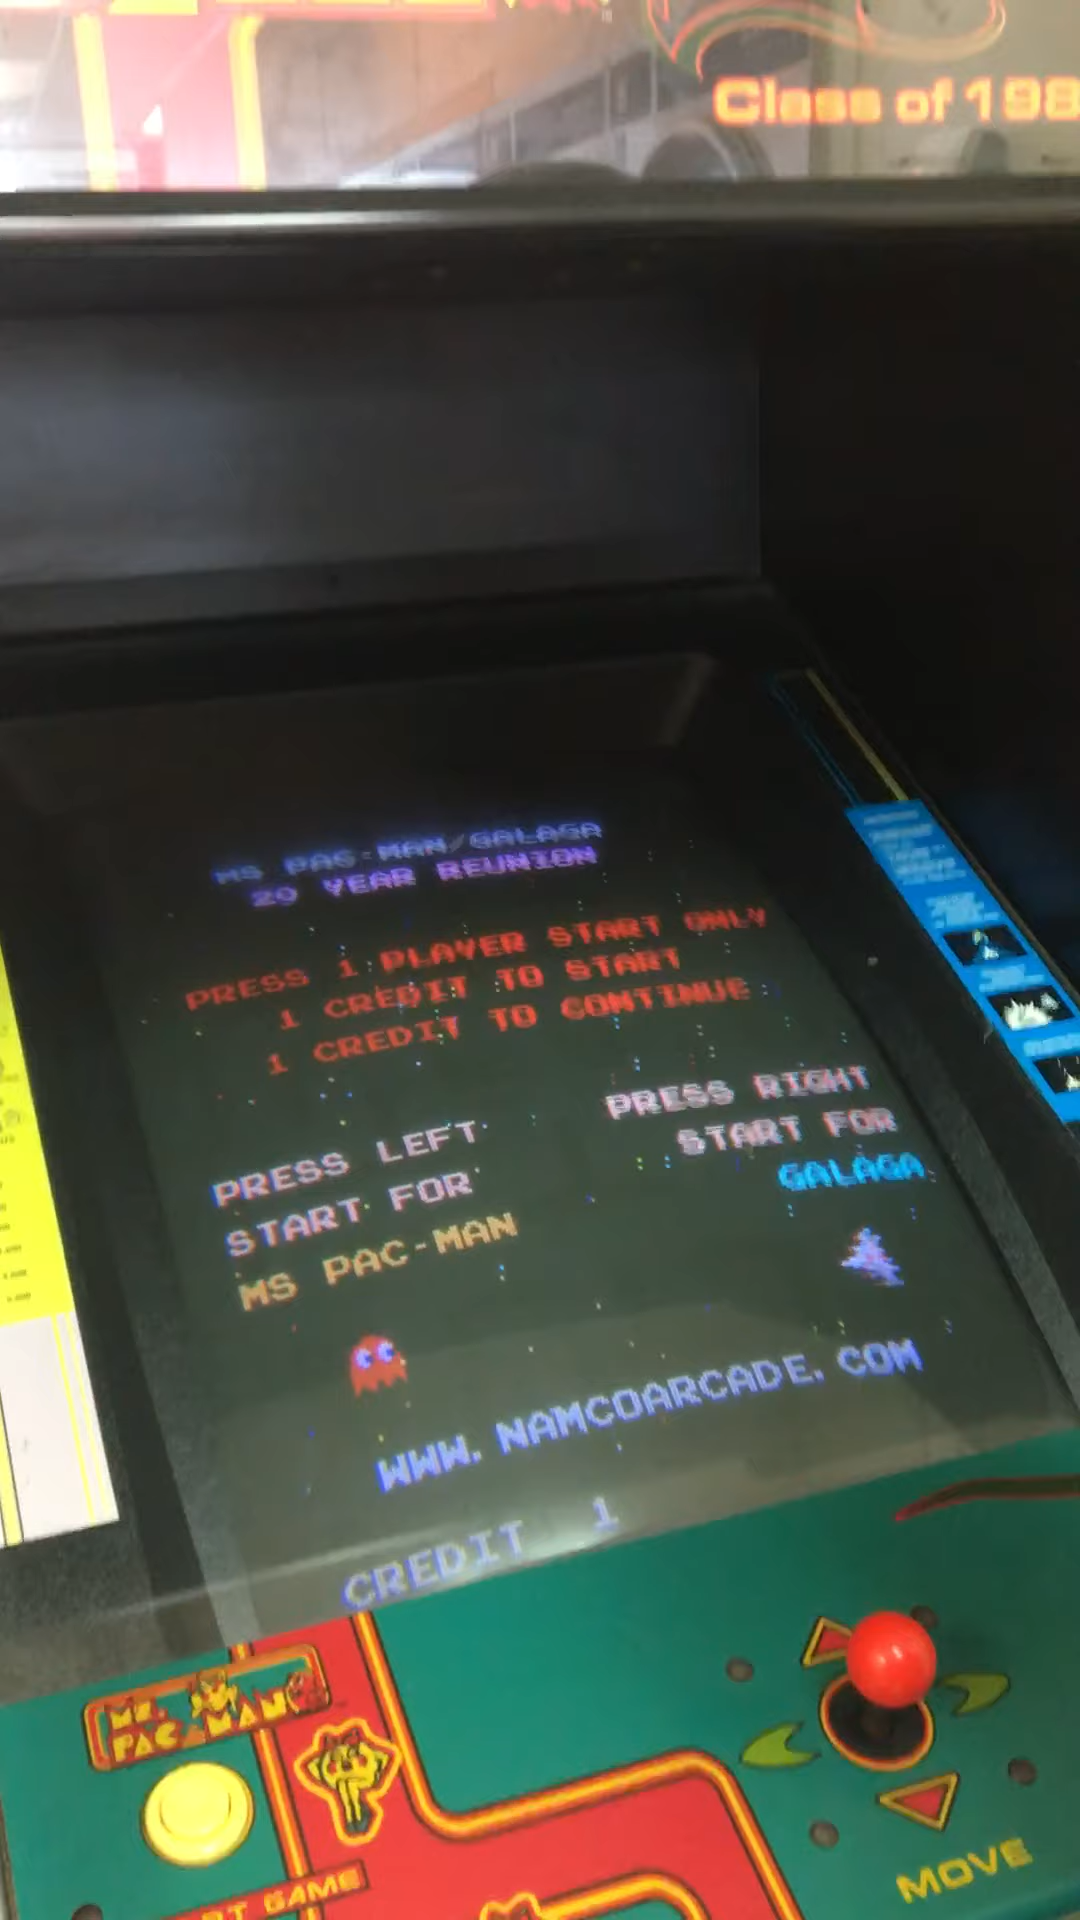 Class of 198
MS PAC-MAN/GALAGA
20 YEAR REUNION
PRESS 1 PLAYER START ONLY
1 CREDIT TO START
1 CREDIT TO CONTINUE
PRESS LEFT
START FOR
MS PAC-MAN
PRESS RIGHT
START FOR
GALAGA
WWW.NAMCOARCADE.COM
CREDIT 1
MS. PAC-MAN
RT GAME
MOVE